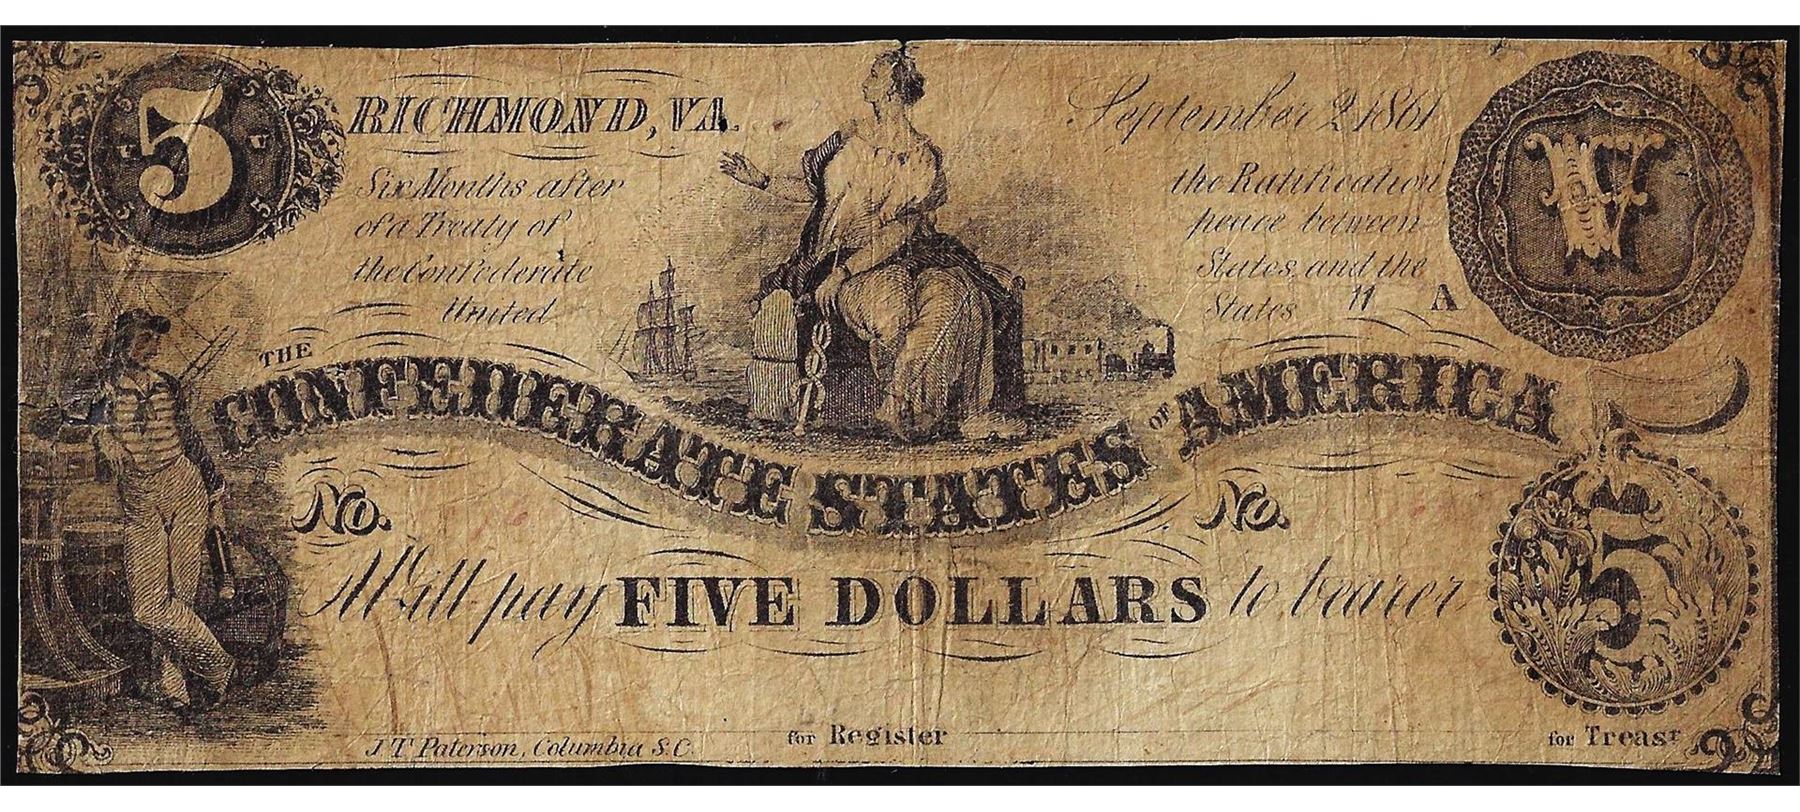 5
RICHMOND, VA.
September 2, 1861
V
Six Months after the Ratification
of a Treaty of peace between
the Confederate States and the
United States 11 A
THE CONFEDERATE STATES OF AMERICA
No. No.
Will pay FIVE DOLLARS to bearer
5
J T Paterson, Columbia S.C.
for Register
for Treasr